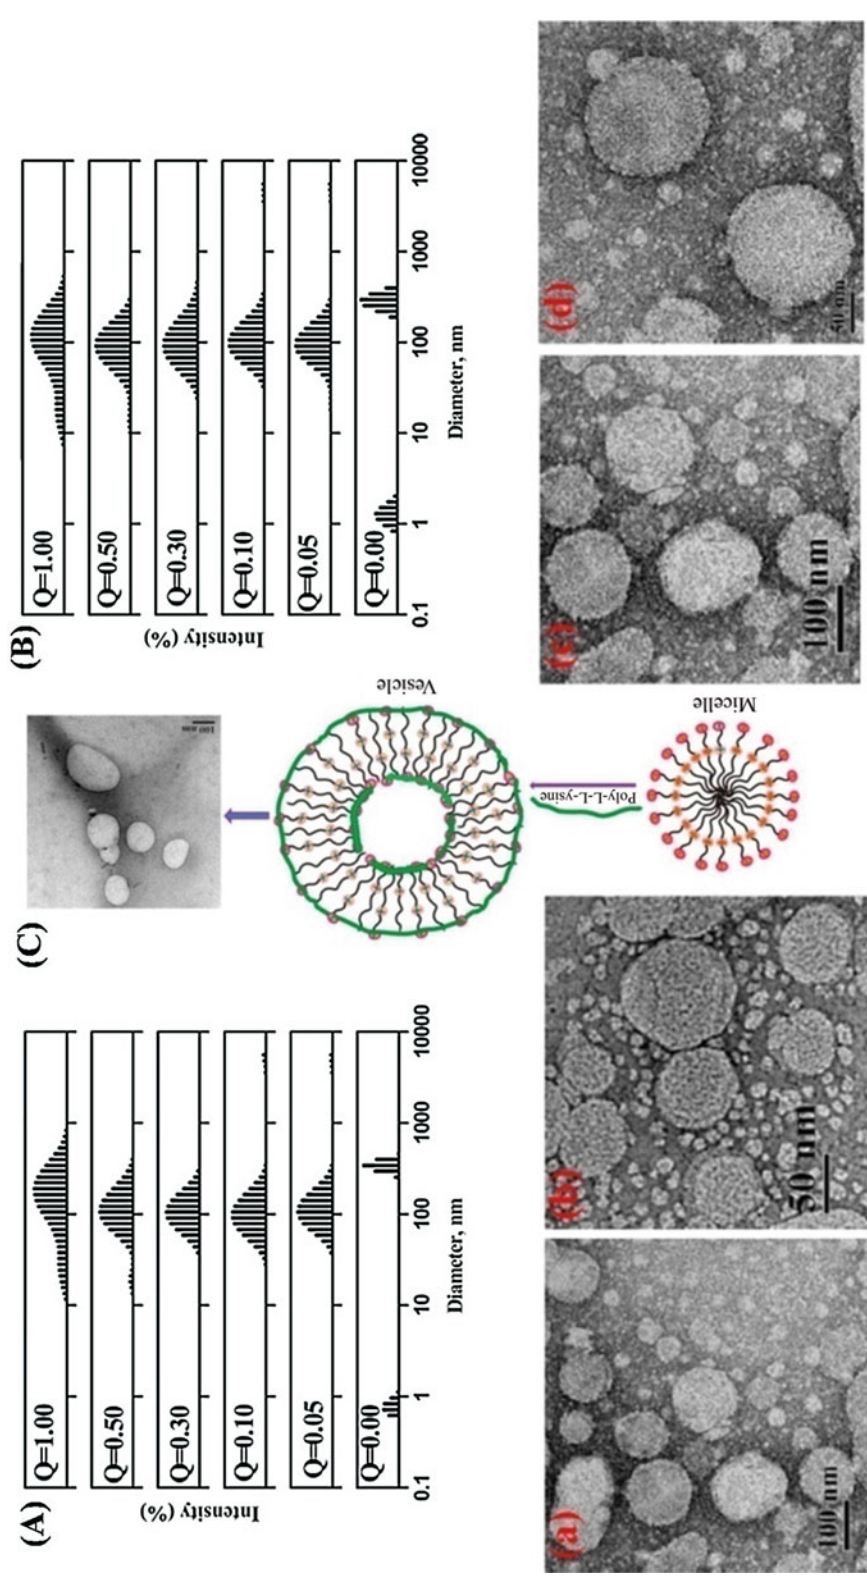 (A)
Q=1.00
Q=0.50
Q=0.30
Q=0.10
Q=0.05
Q=0.00
Intensity (%)
0.1 1 10 100 1000 10000
Diameter, nm
(C)
100 nm
Vesicle
Poly-L-L-ysine
Micelle
(B)
Q=1.00
Q=0.50
Q=0.30
Q=0.10
Q=0.05
Q=0.00
Intensity (%)
0.1 1 10 100 1000 10000
Diameter, nm
(a)
100 nm
(b)
50 nm
(c)
100 nm
(d)
50 nm